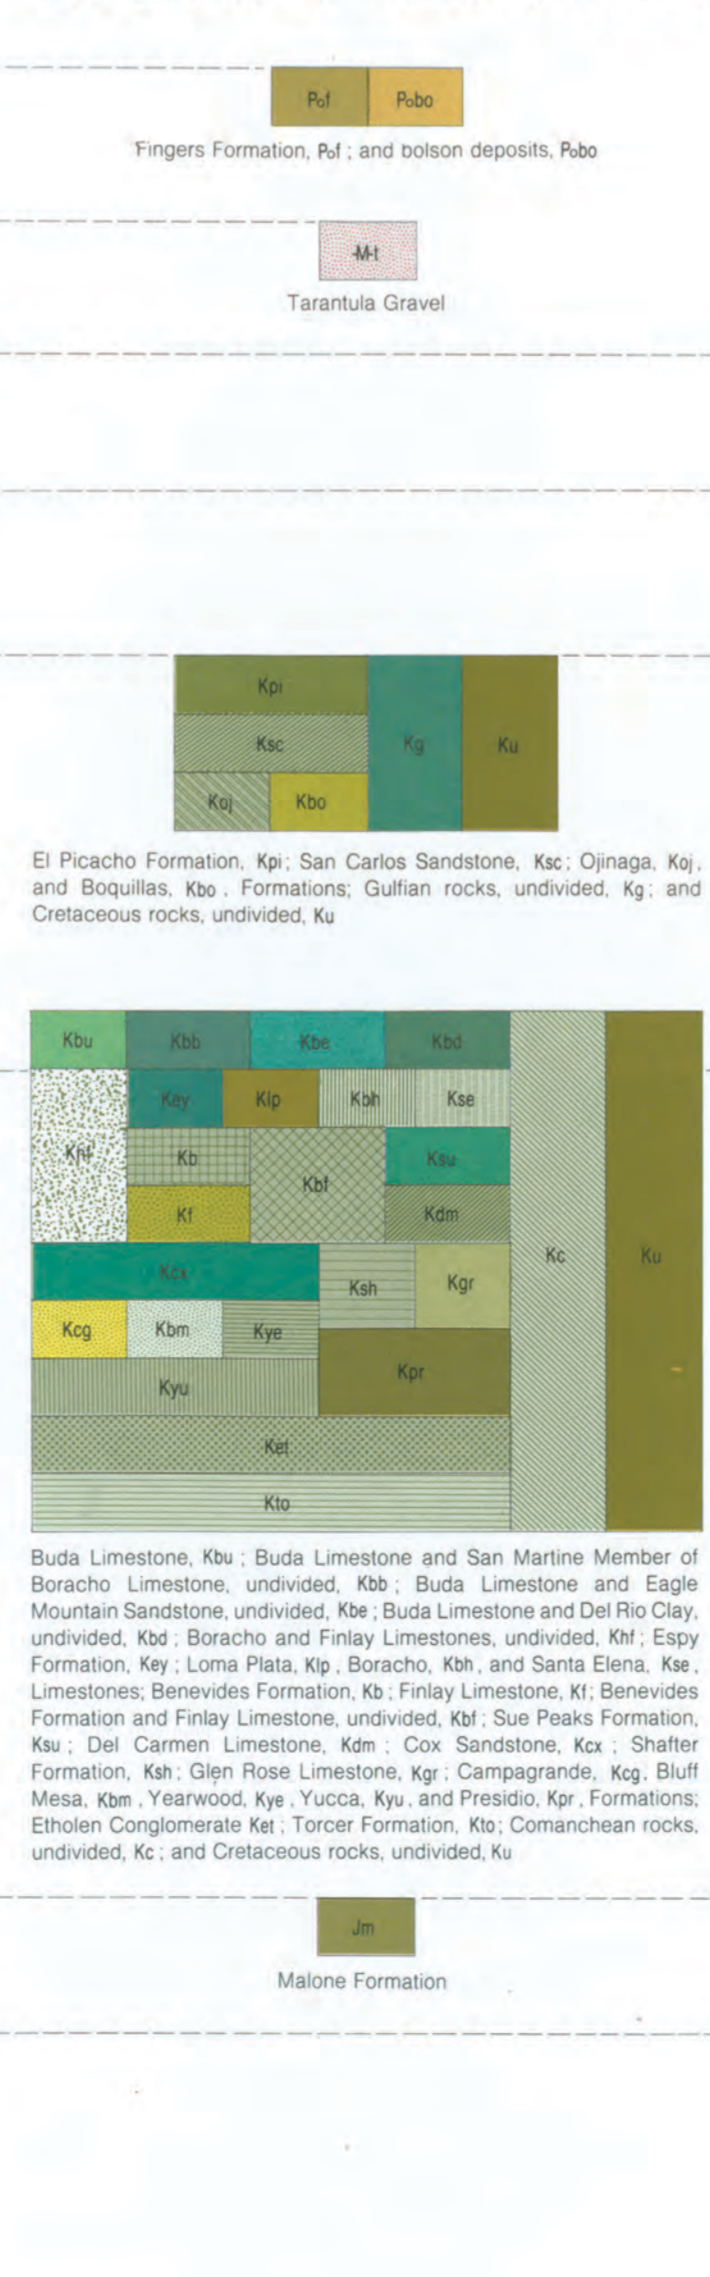 Pof Pobo
Fingers Formation, Pof ; and bolson deposits, Pobo
M-t
Tarantula Gravel
Kpi
Ksc
Kg Ku
Koj Kbo
El Picacho Formation, Kpi; San Carlos Sandstone, Ksc; Ojinaga, Koj,
and Boquillas, Kbo , Formations; Gulfian rocks, undivided, Kg; and
Cretaceous rocks, undivided, Ku
Kbu Kbb Kbe Kbd
Key Klp Kbh Kse
Khf Kb Kbf Ksu
Kf Kdm
Kc Ku
Kcx Ksh Kgr
Kcg Kbm Kye
Kpr
Kyu
Ket
Kto
Buda Limestone, Kbu ; Buda Limestone and San Martine Member of
Boracho Limestone, undivided, Kbb ; Buda Limestone and Eagle
Mountain Sandstone, undivided, Kbe ; Buda Limestone and Del Rio Clay,
undivided, Kbd ; Boracho and Finlay Limestones, undivided, Khf ; Espy
Formation, Key ; Loma Plata, Klp , Boracho, Kbh, and Santa Elena, Kse ,
Limestones; Benevides Formation, Kb ; Finlay Limestone, Kf; Benevides
Formation and Finlay Limestone, undivided, Kbf ; Sue Peaks Formation,
Ksu ; Del Carmen Limestone, Kdm ; Cox Sandstone, Kcx ; Shafter
Formation, Ksh ; Glen Rose Limestone, Kgr ; Campagrande, Kcg, Bluff
Mesa, Kbm , Yearwood, Kye , Yucca, Kyu , and Presidio, Kpr , Formations;
Etholen Conglomerate Ket ; Torcer Formation, Kto; Comanchean rocks,
undivided, Kc ; and Cretaceous rocks, undivided, Ku
Jm
Malone Formation